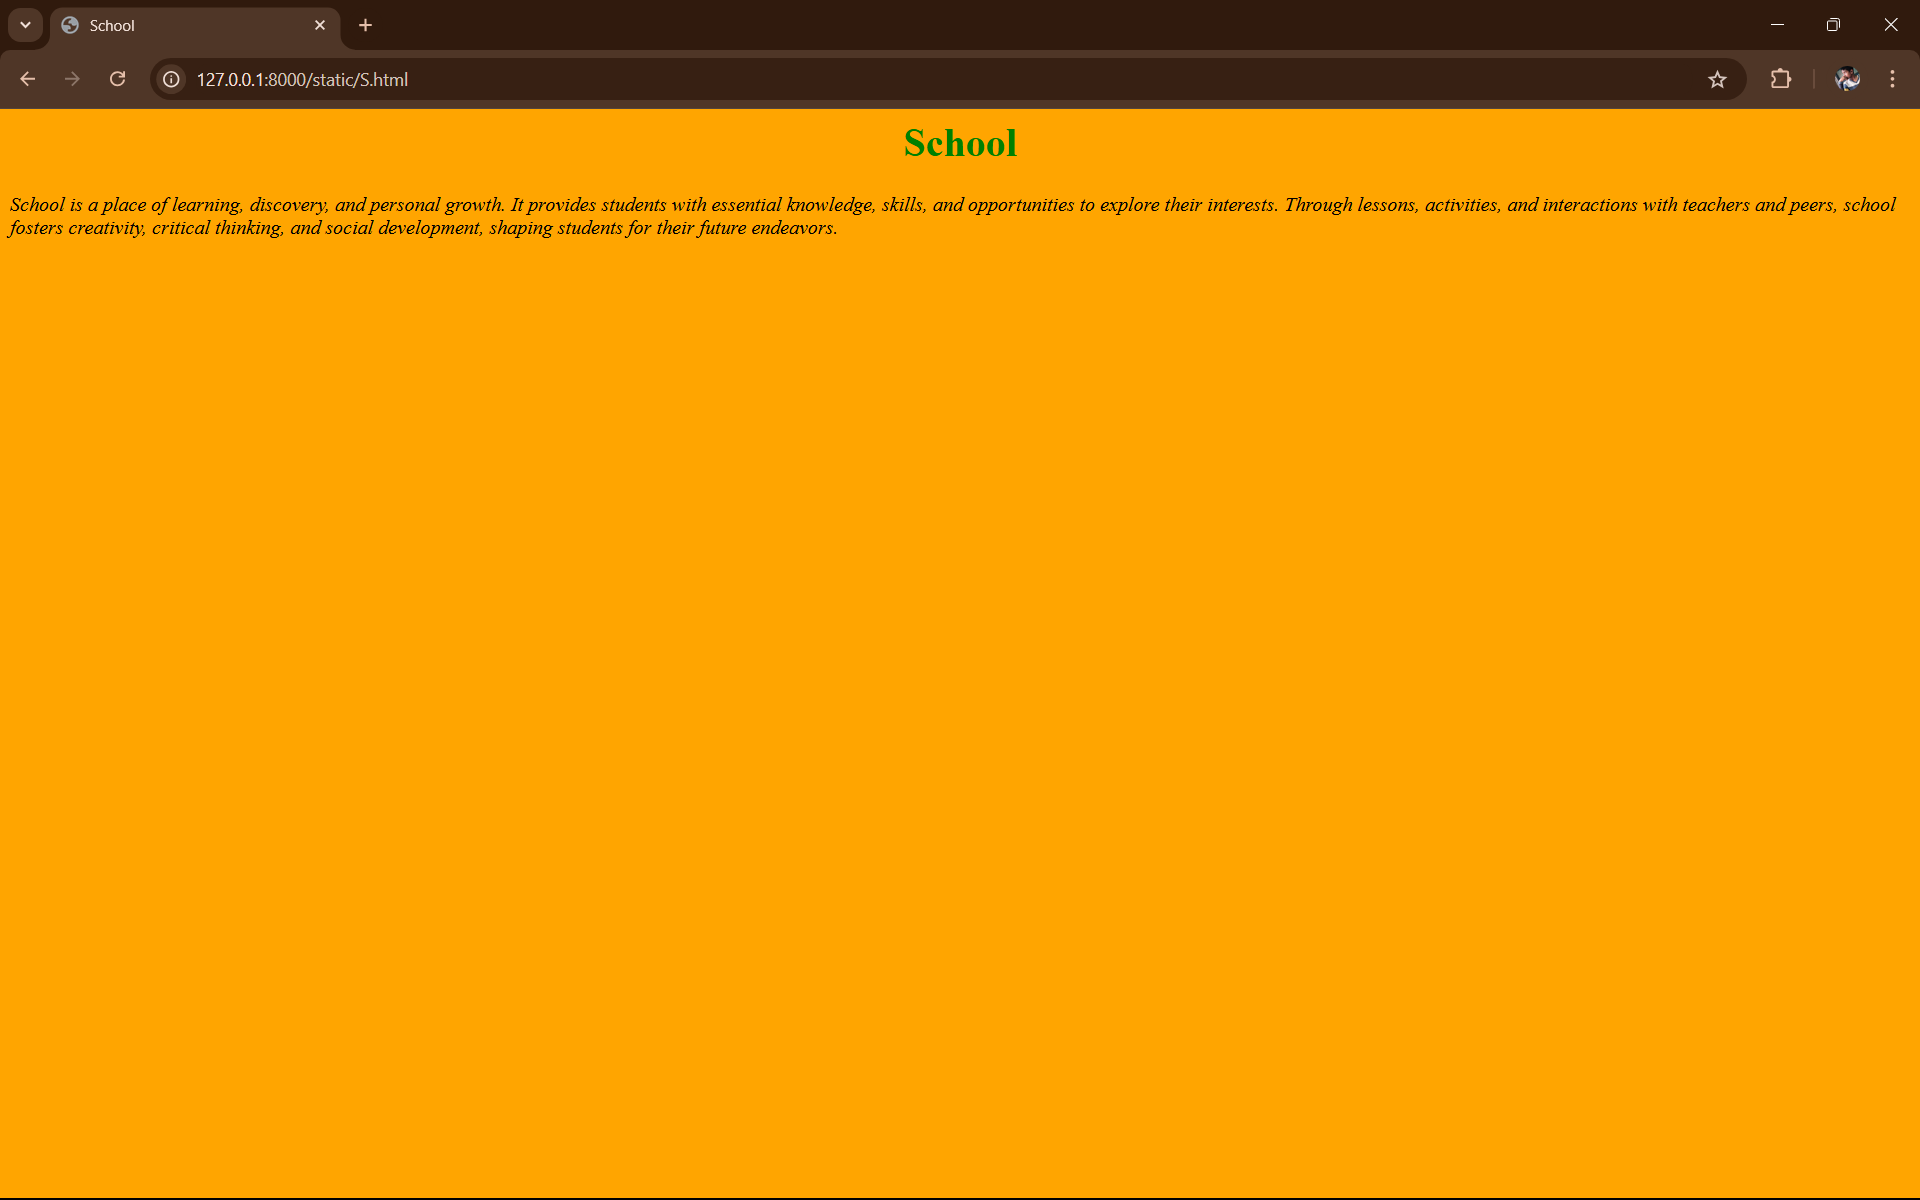 School
127.0.0.1:8000/static/S.html
School
School is a place of learning, discovery, and personal growth. It provides students with essential knowledge, skills, and opportunities to explore their interests. Through lessons, activities, and interactions with teachers and peers, school
fosters creativity, critical thinking, and social development, shaping students for their future endeavors.